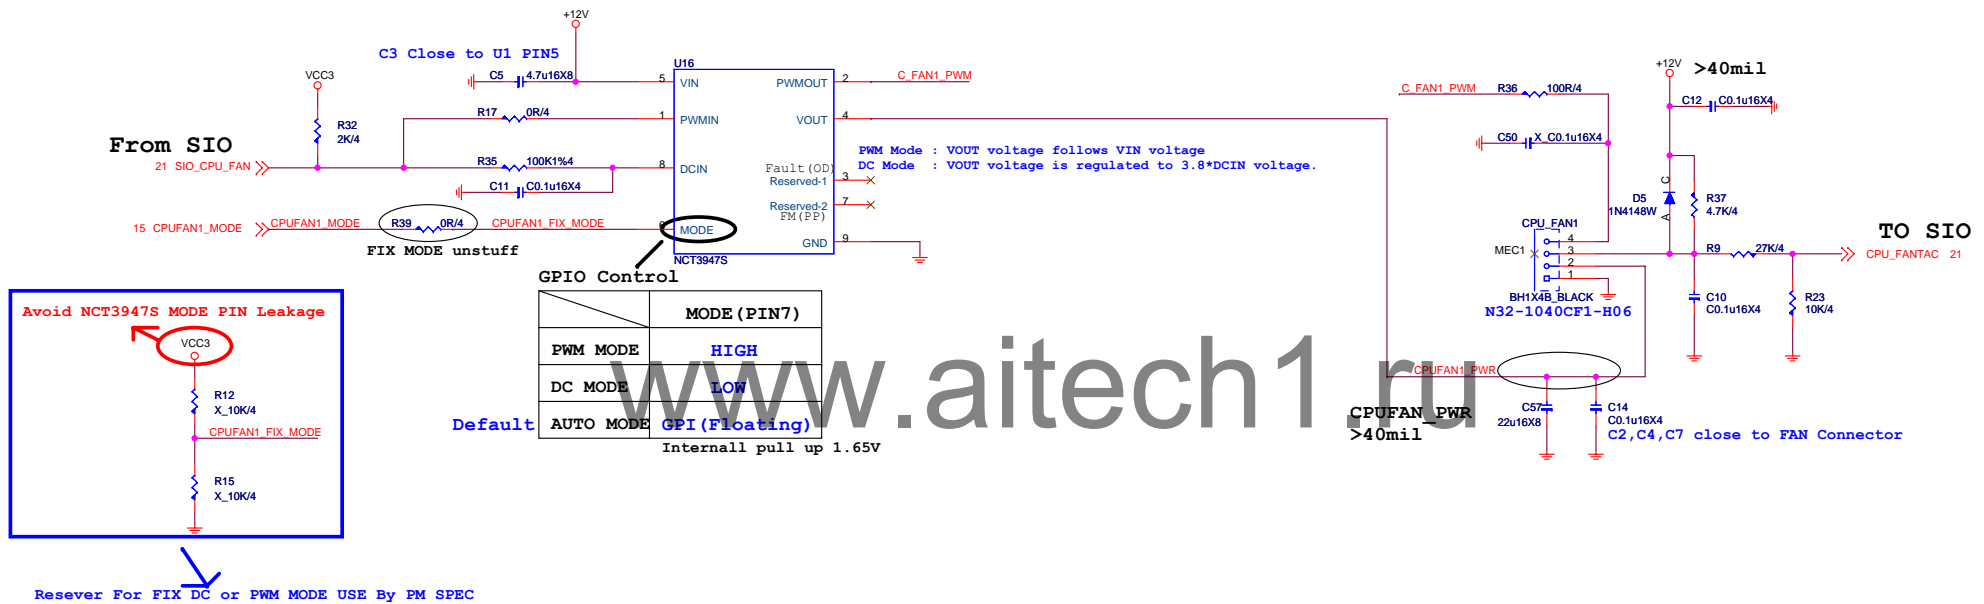 +12V
C3 Close to U1 PIN5
VCC3
C5 4.7u16X8
U16
5 VIN
PWMOUT 2 C_FAN1_PWM
R17 0R/4
1 PWMIN
VOUT 4
R32
2K/4
From SIO
21 SIO_CPU_FAN
R35 100K1%4
8 DCIN
C11 C0.1u16X4
Fault(OD)
Reserved-1 3
Reserved-2 7
FM(PP)
PWM Mode : VOUT voltage follows VIN voltage
DC Mode : VOUT voltage is regulated to 3.8*DCIN voltage.
15 CPUFAN1_MODE
CPUFAN1_MODE
R39 0R/4
CPUFAN1_FIX_MODE
MODE
GND 9
FIX MODE unstuff
NCT3947S
GPIO Control
MODE(PIN7)
PWM MODE HIGH
DC MODE LOW
Default AUTO MODE GPI(Floating)
Internall pull up 1.65V
Avoid NCT3947S MODE PIN Leakage
VCC3
R12
X_10K/4
CPUFAN1_FIX_MODE
R15
X_10K/4
Resever For FIX DC or PWM MODE USE By PM SPEC
C_FAN1_PWM
R36 100R/4
C50 X_C0.1u16X4
+12V >40mil
C12 C0.1u16X4
D5
1N4148W
C
A
R37
4.7K/4
CPU_FAN1
MEC1
4
3
2
1
BH1X4B_BLACK
N32-1040CF1-H06
R9 27K/4
TO SIO
CPU_FANTAC 21
C10
C0.1u16X4
R23
10K/4
CPUFAN1_PWR
CPUFAN_PWR
>40mil
C57
22u16X8
C14
C0.1u16X4
C2,C4,C7 close to FAN Connector
www.aitech1.ru